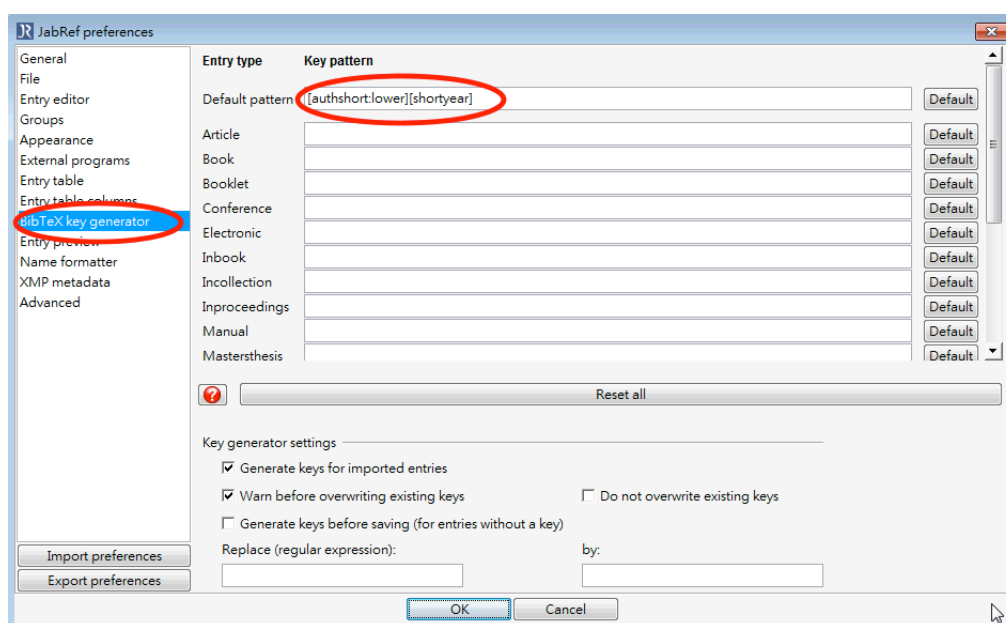 JabRef preferences
General
File
Entry editor
Groups
Appearance
External programs
Entry table
Entry table columns
BibTeX key generator
Entry preview
Name formatter
XMP metadata
Advanced
Import preferences
Export preferences
Entry type Key pattern
Default pattern [authshort:lower][shortyear] Default
Article Default
Book Default
Booklet Default
Conference Default
Electronic Default
Inbook Default
Incollection Default
Inproceedings Default
Manual Default
Mastersthesis Default
Reset all
Key generator settings
Generate keys for imported entries
Warn before overwriting existing keys Do not overwrite existing keys
Generate keys before saving (for entries without a key)
Replace (regular expression): by:
OK Cancel